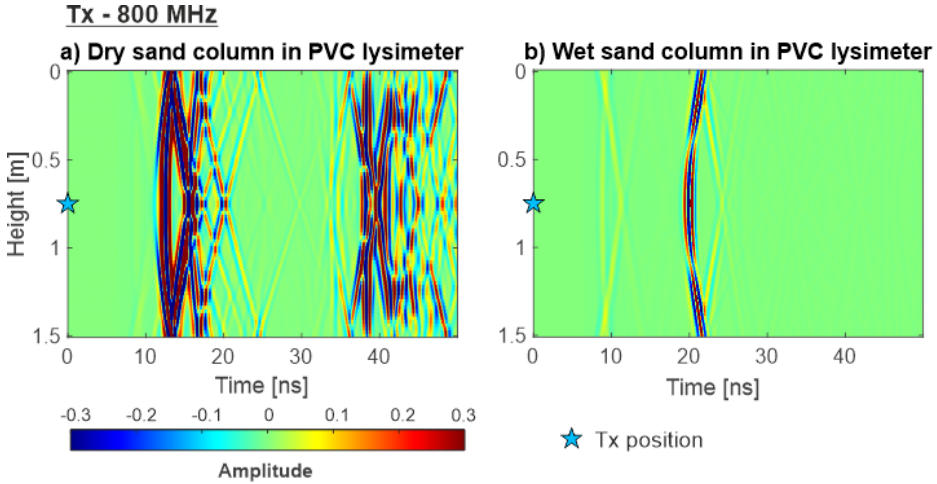 Tx - 800 MHz
a) Dry sand column in PVC lysimeter
b) Wet sand column in PVC lysimeter
0
0.5
1
1.5
Height [m]
0 10 20 30 40
Time [ns]
0
0.5
1
1.5
0 10 20 30 40
Time [ns]
-0.3 -0.2 -0.1 0 0.1 0.2 0.3
Amplitude
Tx position